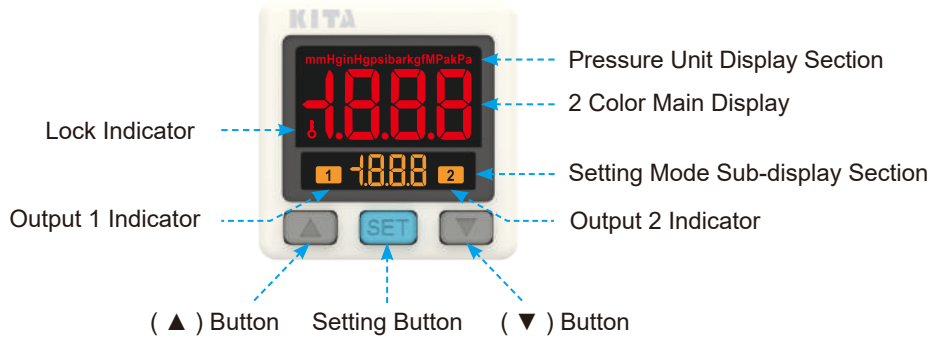 KITA
mmHginHgpsibarkgfMPakPa
Pressure Unit Display Section
-1.8.8.8
2 Color Main Display
Lock Indicator
1 -1.8.8.8 2
Setting Mode Sub-display Section
Output 1 Indicator
Output 2 Indicator
▲ SET ▼
( ▲ ) Button
Setting Button
( ▼ ) Button